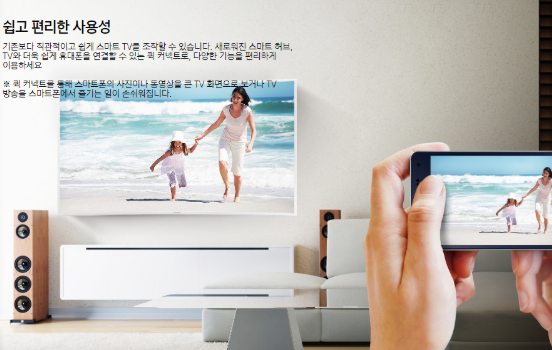 쉽고 편리한 사용성
기존보다 직관적이고 쉽게 스마트 TV를 조작할 수 있습니다. 새로워진 스마트 허브,
TV와 더욱 쉽게 휴대폰을 연결할 수 있는 퀵 커넥트로, 다양한 기능을 편리하게
이용하세요
※ 퀵 커넥트를 통해 스마트폰의 사진이나 동영상을 큰 TV 화면으로 보거나 TV
방송을 스마트폰에서 즐기는 일이 손쉬워집니다.